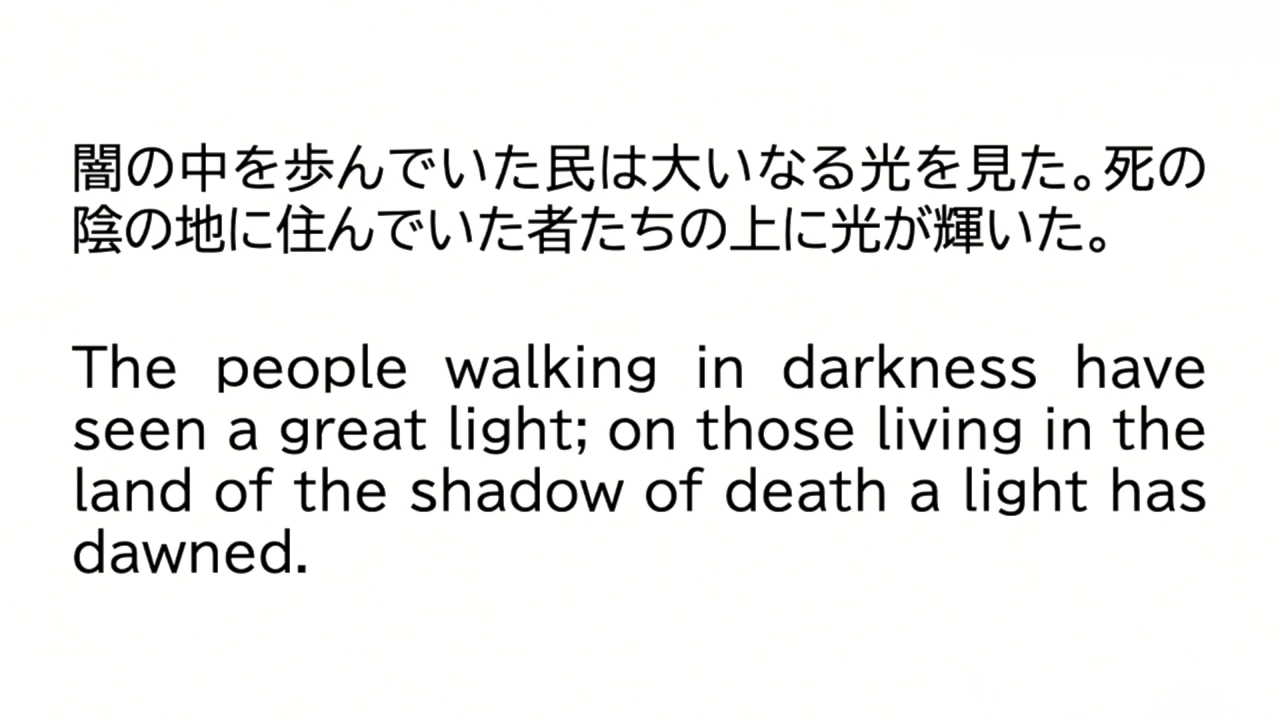 闇の中を歩んでいた民は大いなる光を見た。死の
陰の地に住んでいた者たちの上に光が輝いた。
The people walking in darkness have
seen a great light; on those living in the
land of the shadow of death a light has
dawned.